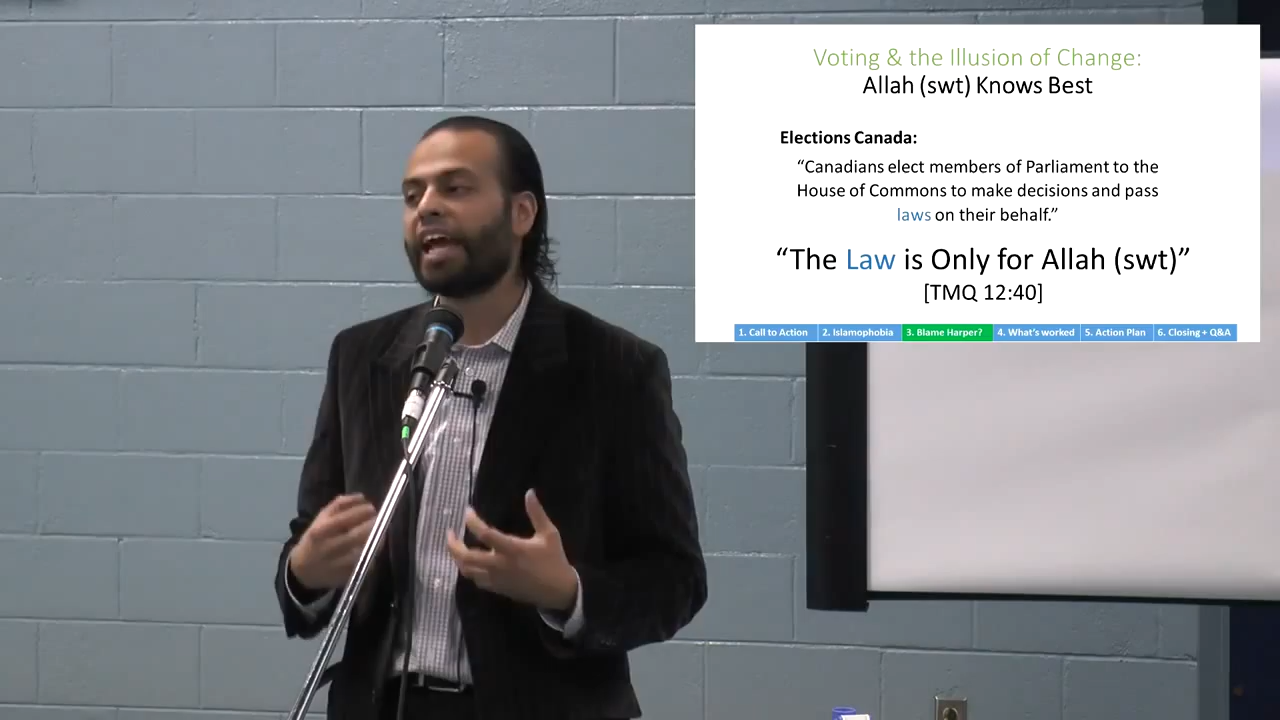 Voting & the Illusion of Change:
Allah (swt) Knows Best
Elections Canada:
“Canadians elect members of Parliament to the
House of Commons to make decisions and pass
laws on their behalf.”
“The Law is Only for Allah (swt)”
[TMQ 12:40]
1. Call to Action 2. Islamophobia 3. Blame Harper? 4. What’s worked 5. Action Plan 6. Closing + Q&A